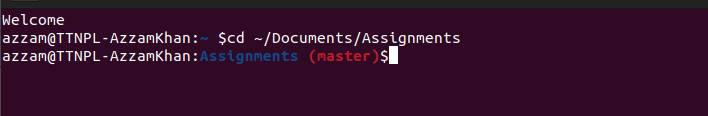 Welcome
azzam@TTNPL-AzzamKhan:~ $cd ~/Documents/Assignments
azzam@TTNPL-AzzamKhan:Assignments (master)$